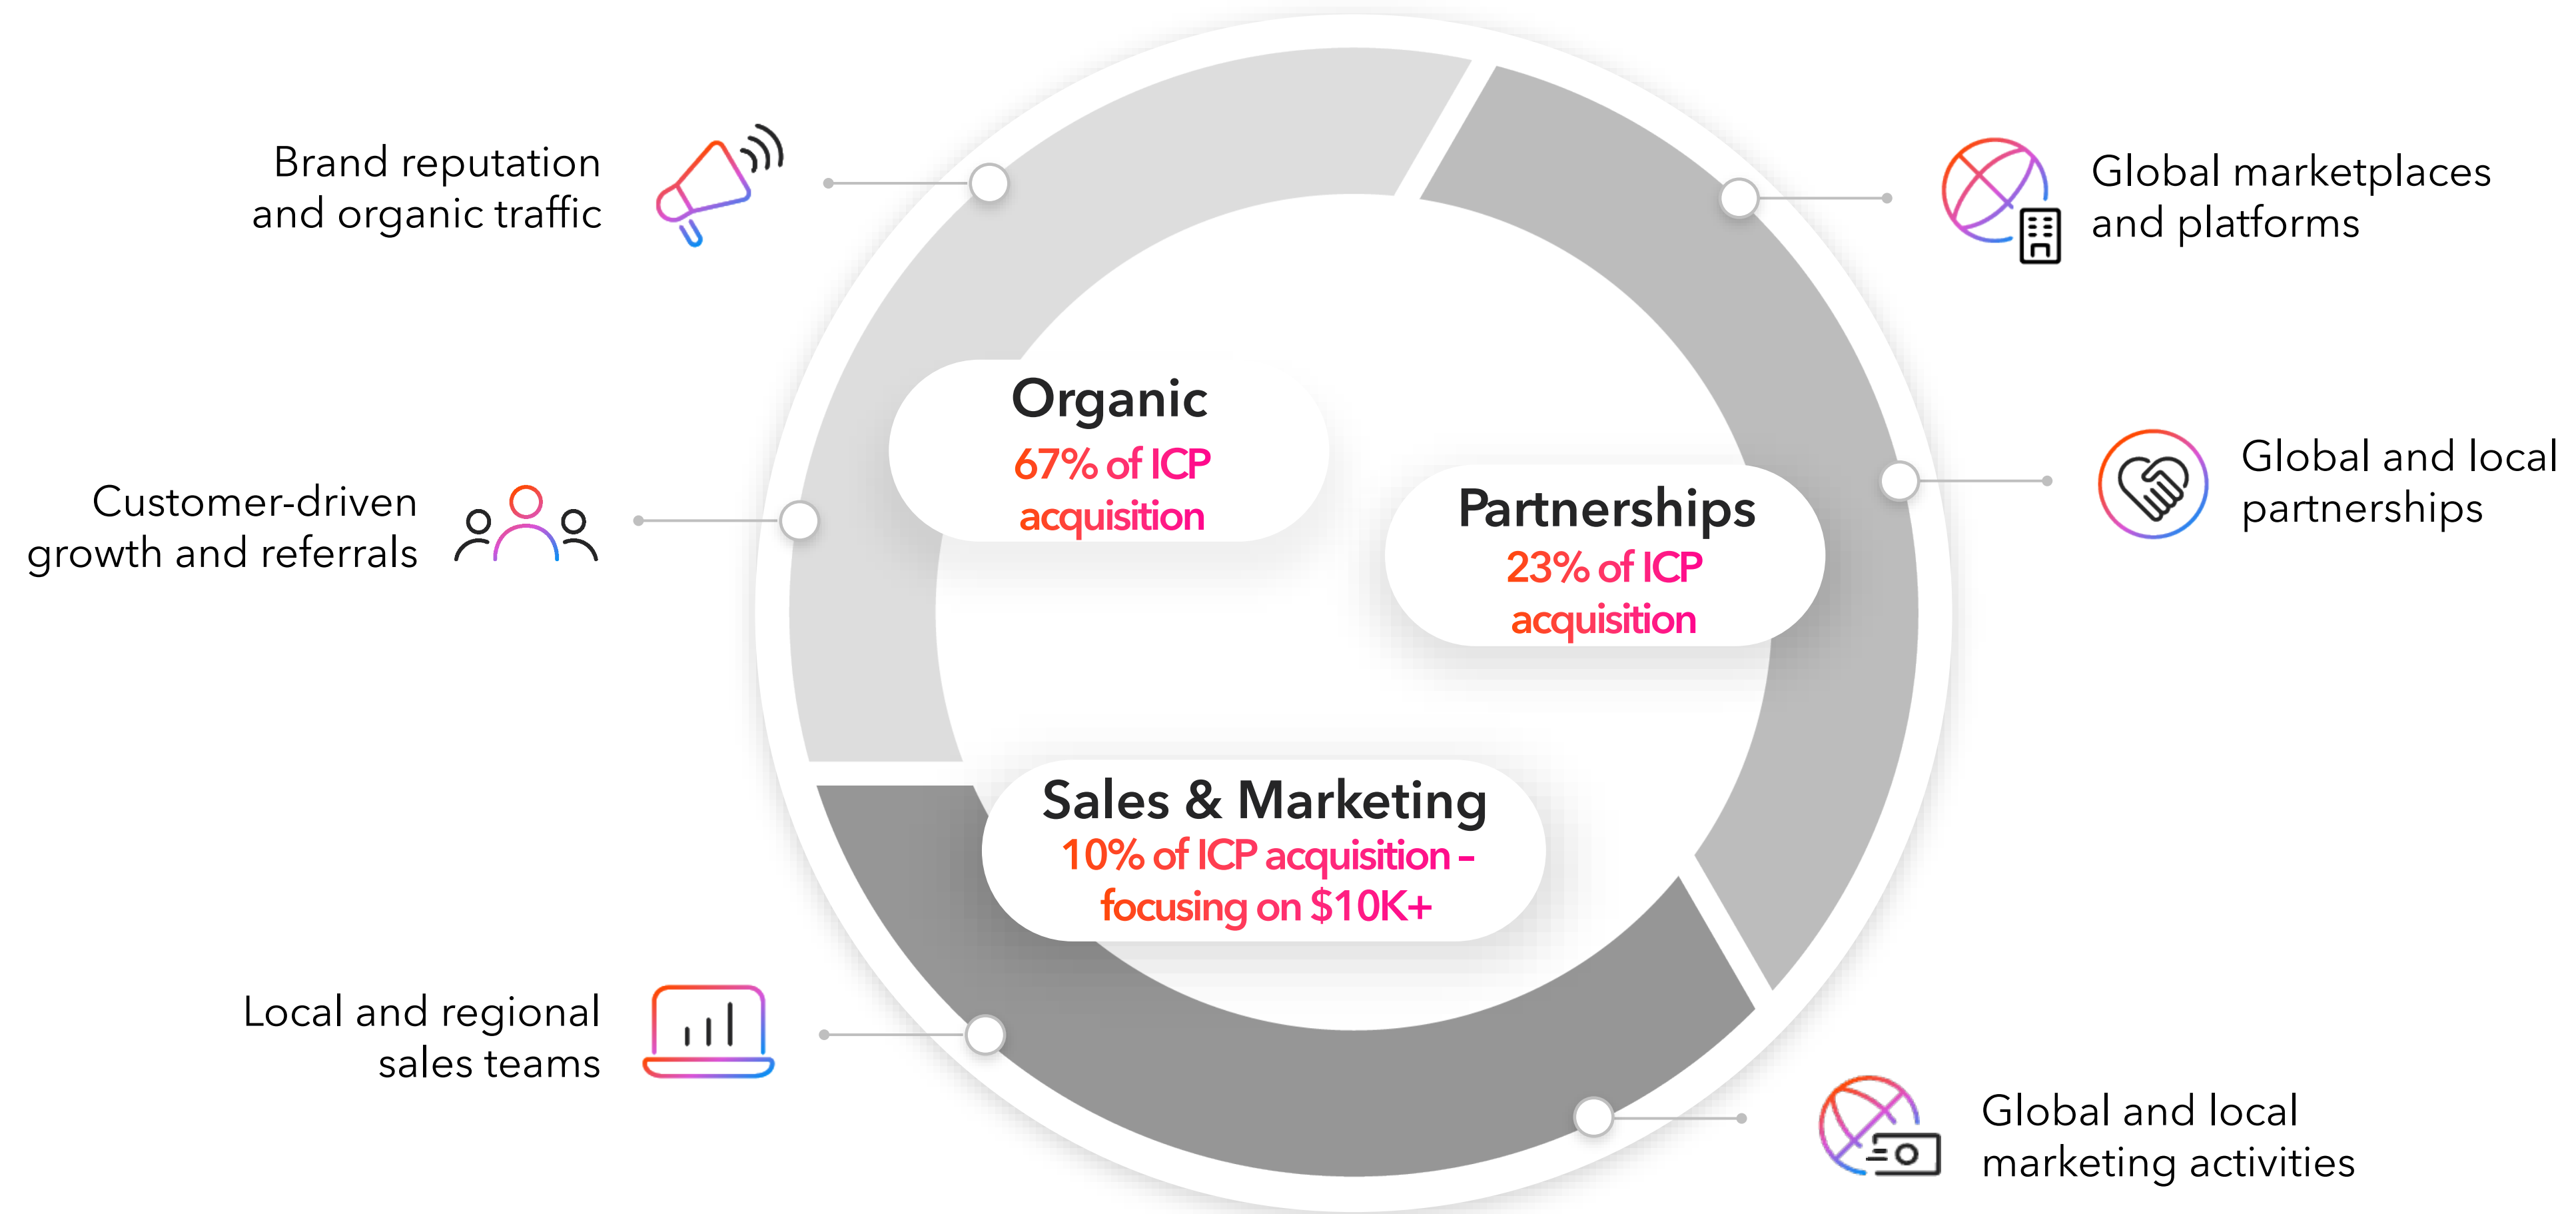 Brand reputation
and organic traffic
Global marketplaces
and platforms
Organic
67% of ICP
acquisition
Customer-driven
growth and referrals
Partnerships
23% of ICP
acquisition
Global and local
partnerships
Sales & Marketing
10% of ICP acquisition –
focusing on $10K+
Local and regional
sales teams
Global and local
marketing activities